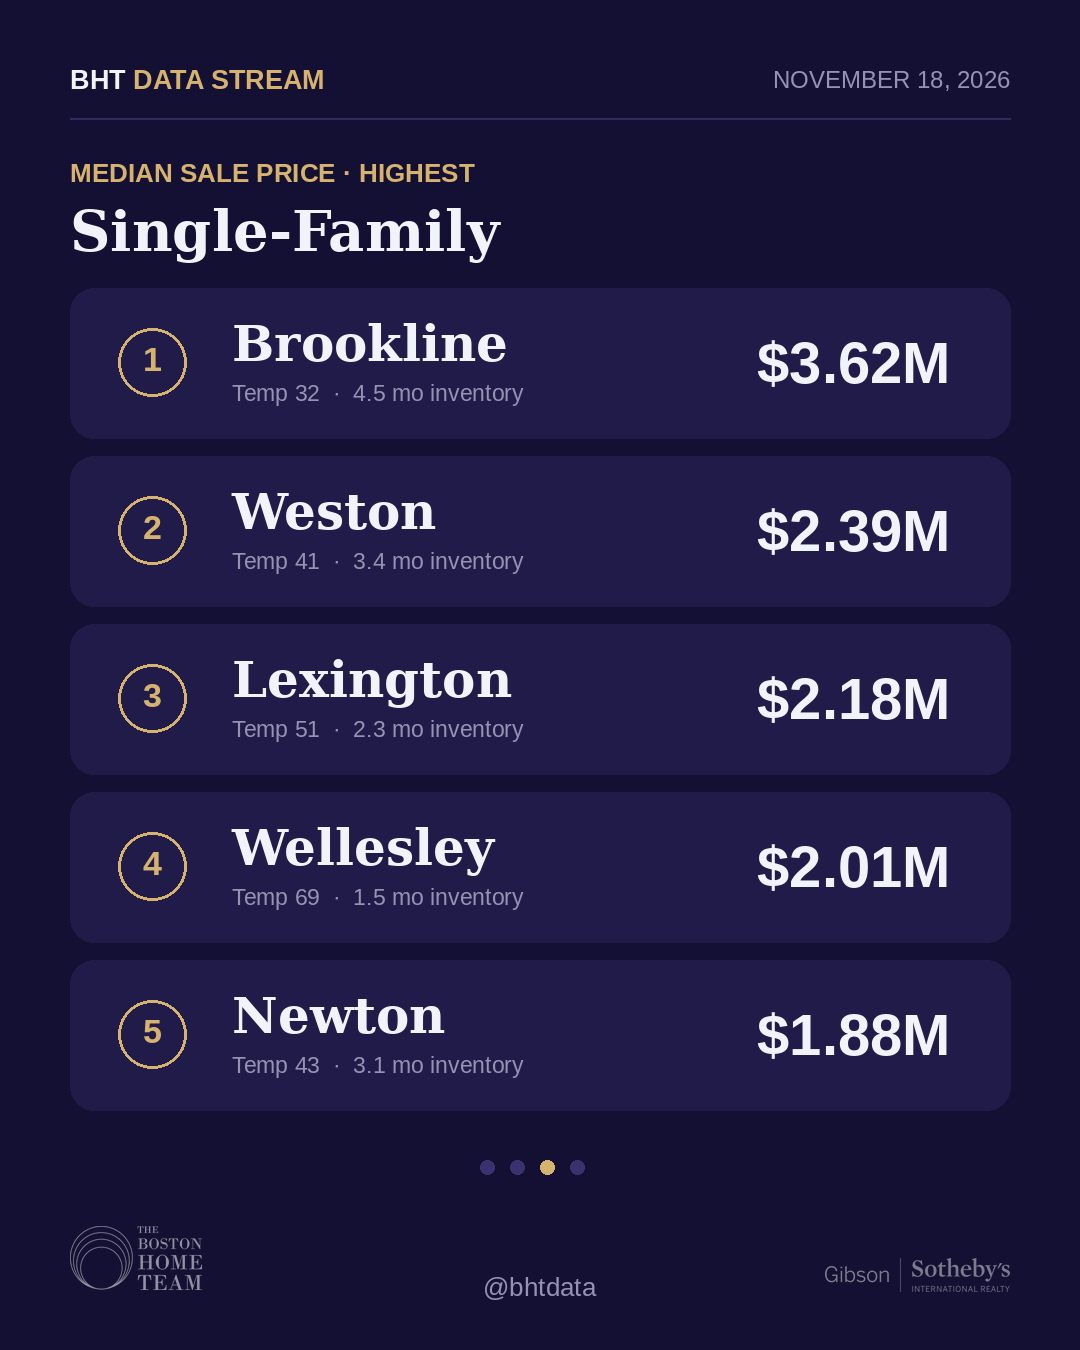 BHT DATA STREAM
NOVEMBER 18, 2026
MEDIAN SALE PRICE · HIGHEST
Single-Family
1
Brookline
Temp 32 · 4.5 mo inventory
$3.62M
2
Weston
Temp 41 · 3.4 mo inventory
$2.39M
3
Lexington
Temp 51 · 2.3 mo inventory
$2.18M
4
Wellesley
Temp 69 · 1.5 mo inventory
$2.01M
5
Newton
Temp 43 · 3.1 mo inventory
$1.88M
THE
BOSTON
HOME
TEAM
@bhtdata
Gibson
Sotheby's
INTERNATIONAL REALTY